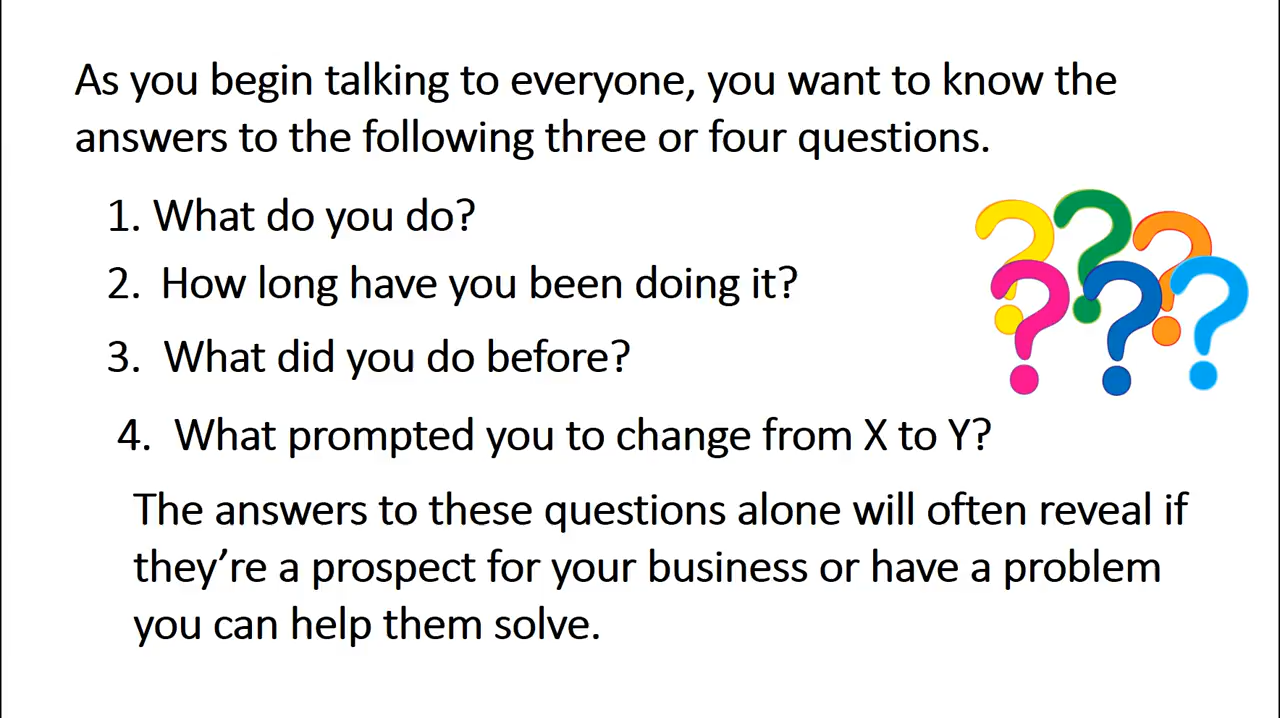 As you begin talking to everyone, you want to know the
answers to the following three or four questions.
1. What do you do?
2. How long have you been doing it?
3. What did you do before?
4. What prompted you to change from X to Y?
The answers to these questions alone will often reveal if
they’re a prospect for your business or have a problem
you can help them solve.